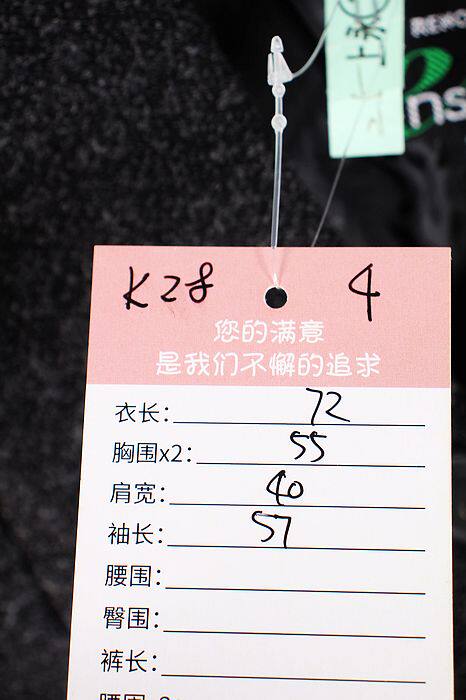 K28 4
您的满意
是我们不懈的追求
衣长: 72
胸围x2: 55
肩宽: 40
袖长: 57
腰围:
臀围:
裤长: